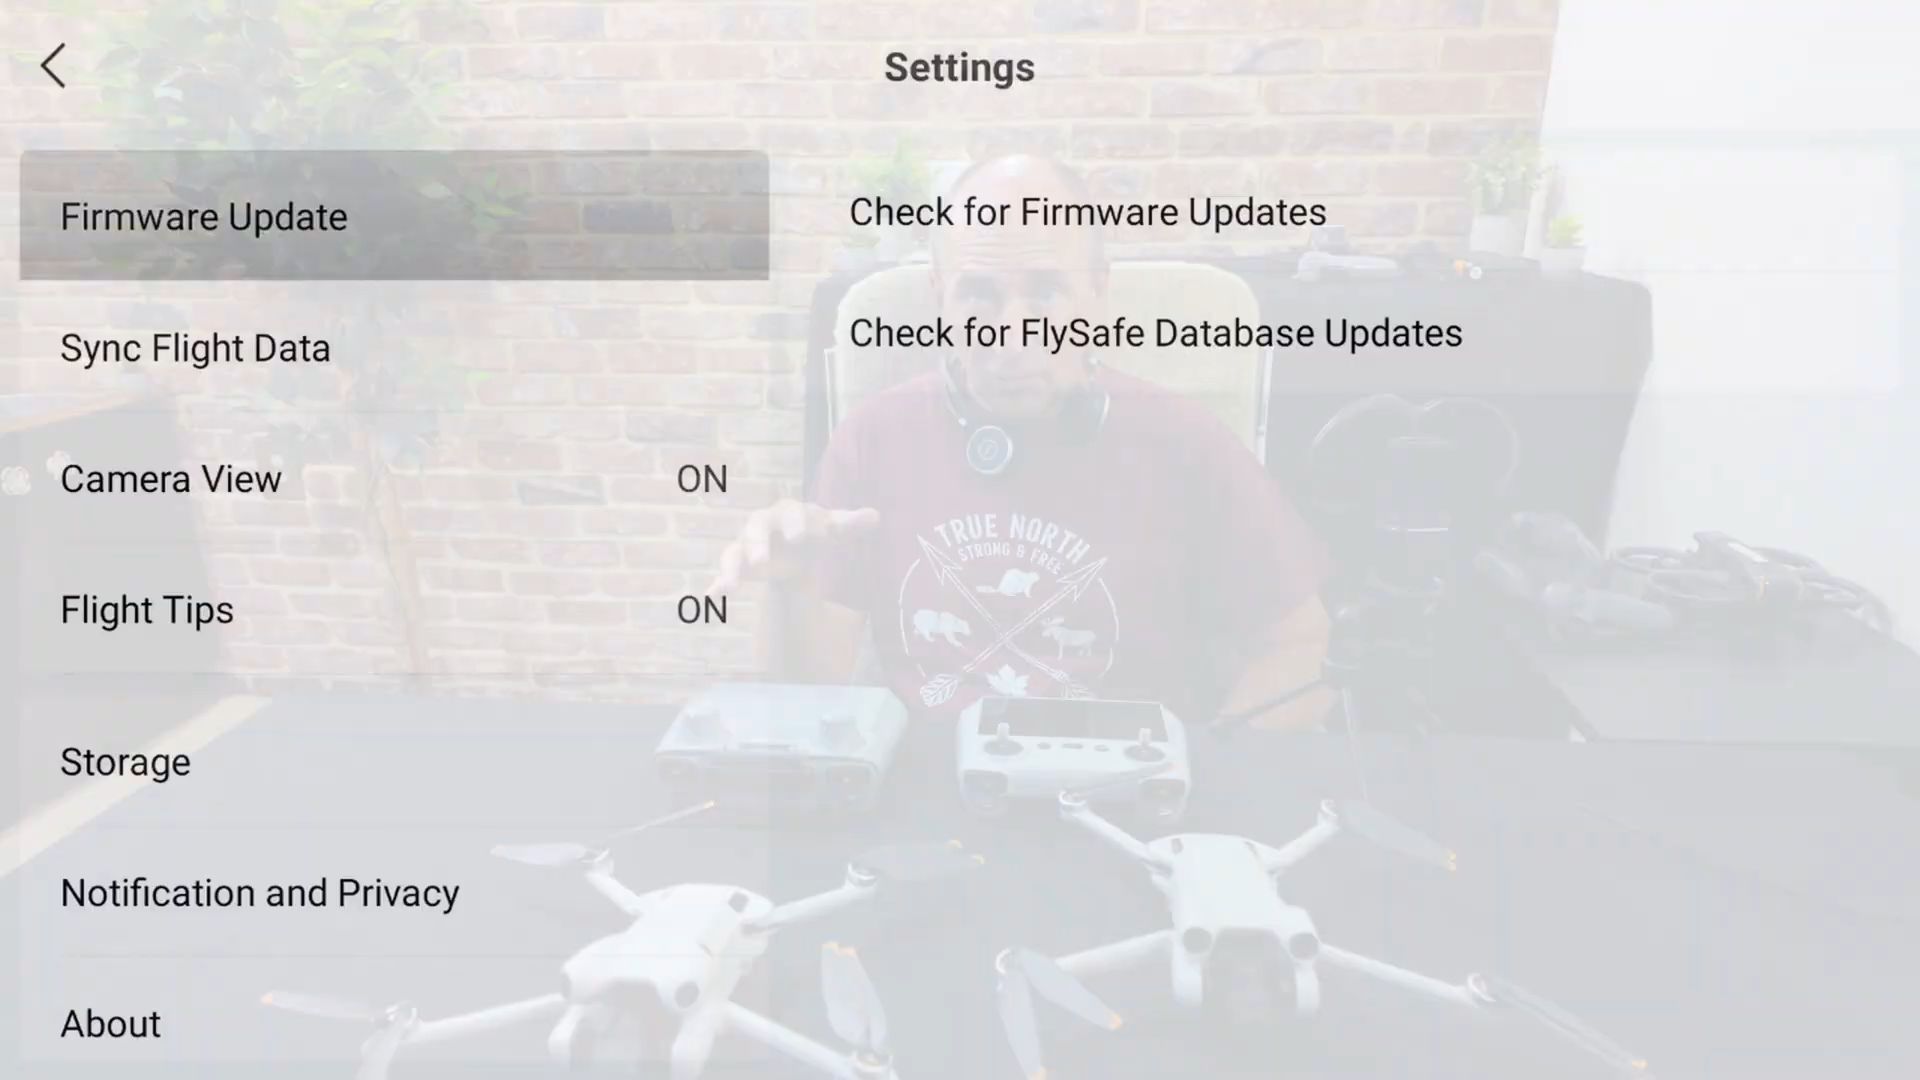 Settings
Firmware Update
Check for Firmware Updates
Sync Flight Data
Check for FlySafe Database Updates
Camera View ON
Flight Tips ON
Storage
Notification and Privacy
About
TRUE NORTH
STRONG & FREE